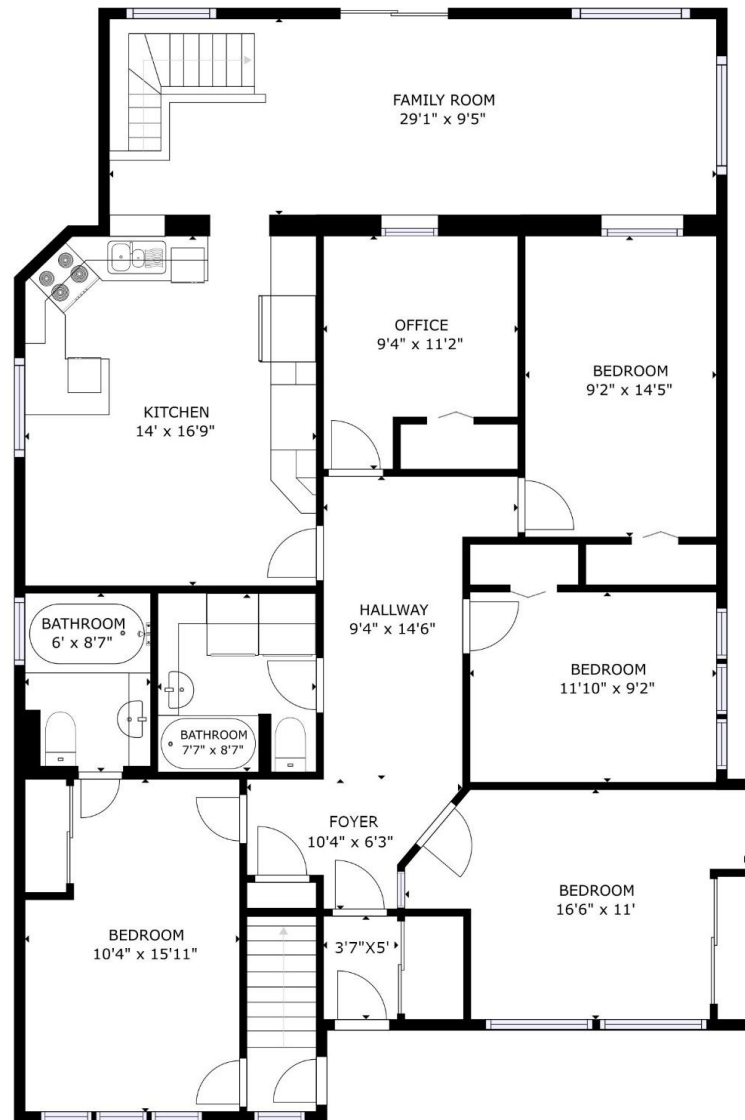 FAMILY ROOM
29'1" x 9'5"
OFFICE
9'4" x 11'2"
BEDROOM
9'2" x 14'5"
KITCHEN
14' x 16'9"
HALLWAY
9'4" x 14'6"
BATHROOM
6' x 8'7"
BEDROOM
11'10" x 9'2"
BATHROOM
7'7" x 8'7"
FOYER
10'4" x 6'3"
BEDROOM
16'6" x 11'
BEDROOM
10'4" x 15'11"
3'7"X5'